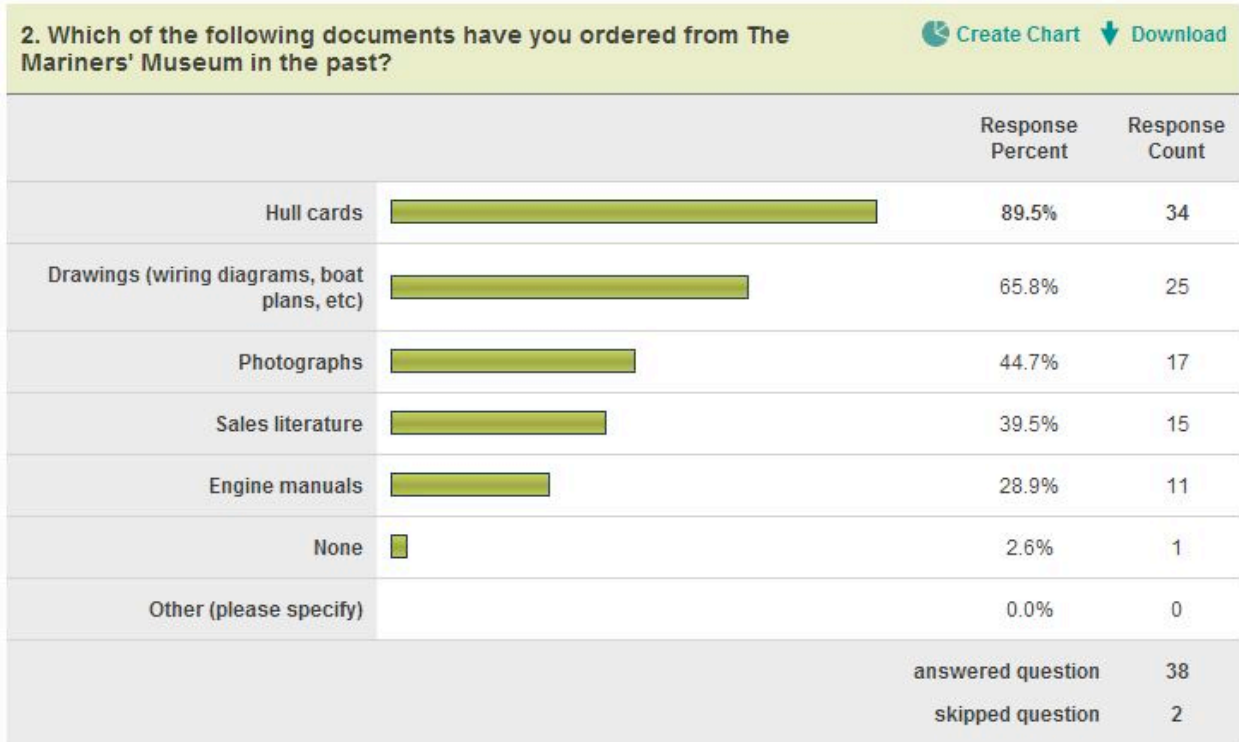 2. Which of the following documents have you ordered from The
Mariners' Museum in the past?
Create Chart Download
Response
Percent
Response
Count
Hull cards 89.5% 34
Drawings (wiring diagrams, boat
plans, etc) 65.8% 25
Photographs 44.7% 17
Sales literature 39.5% 15
Engine manuals 28.9% 11
None 2.6% 1
Other (please specify) 0.0% 0
answered question 38
skipped question 2